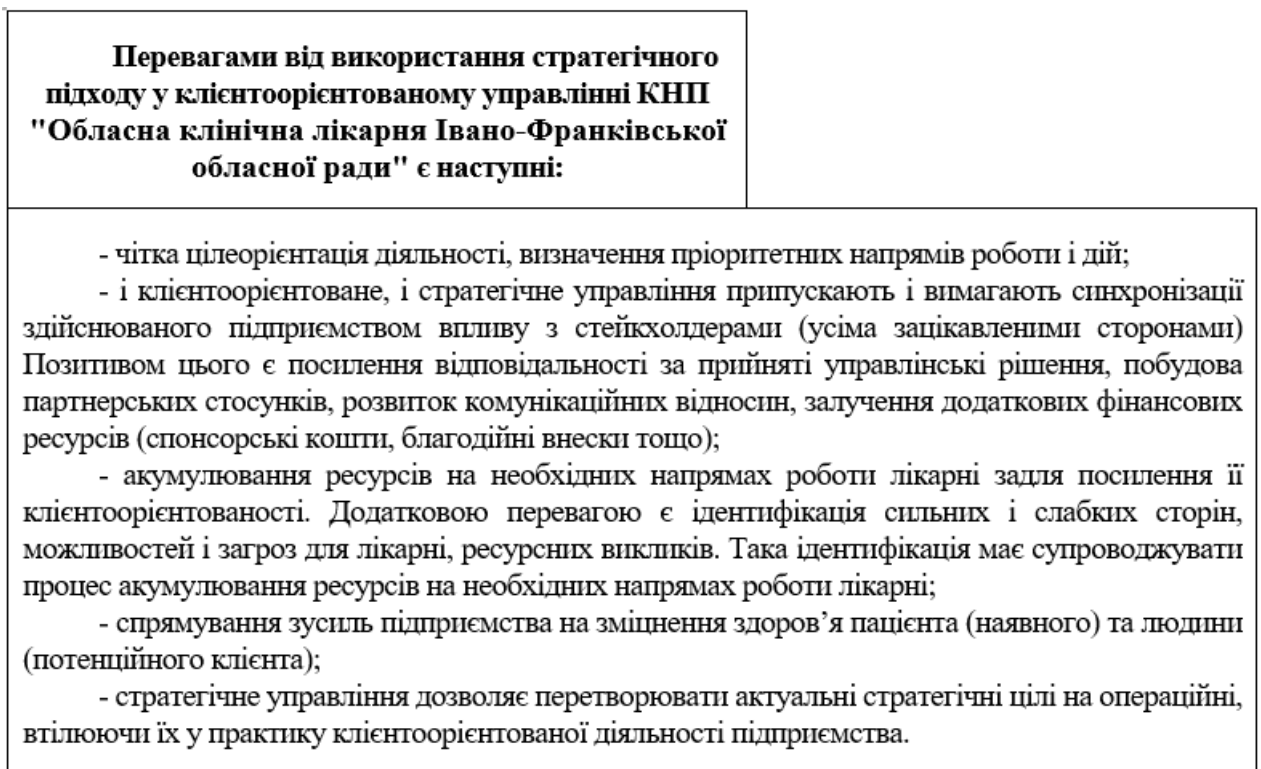 Перевагами від використання стратегічного
підходу у клієнтоорієнтованому управлінні КНП
"Обласна клінічна лікарня Івано-Франківської
обласної ради" є наступні:
- чітка цілеорієнтація діяльності, визначення пріоритетних напрямів роботи і дій;
- і клієнтоорієнтоване, і стратегічне управління припускають і вимагають синхронізації
здійснюваного підприємством впливу з стейкхолдерами (усіма зацікавленими сторонами)
Позитивом цього є посилення відповідальності за прийняті управлінські рішення, побудова
партнерських стосунків, розвиток комунікаційних відносин, залучення додаткових фінансових
ресурсів (спонсорські кошти, благодійні внески тощо);
- акумулювання ресурсів на необхідних напрямах роботи лікарні задля посилення її
клієнтоорієнтованості. Додатковою перевагою є ідентифікація сильних і слабких сторін,
можливостей і загроз для лікарні, ресурсних викликів. Така ідентифікація має супроводжувати
процес акумулювання ресурсів на необхідних напрямах роботи лікарні;
- спрямування зусиль підприємства на зміцнення здоров’я пацієнта (наявного) та людини
(потенційного клієнта);
- стратегічне управління дозволяє перетворювати актуальні стратегічні цілі на операційні,
втілюючи їх у практику клієнтоорієнтованої діяльності підприємства.